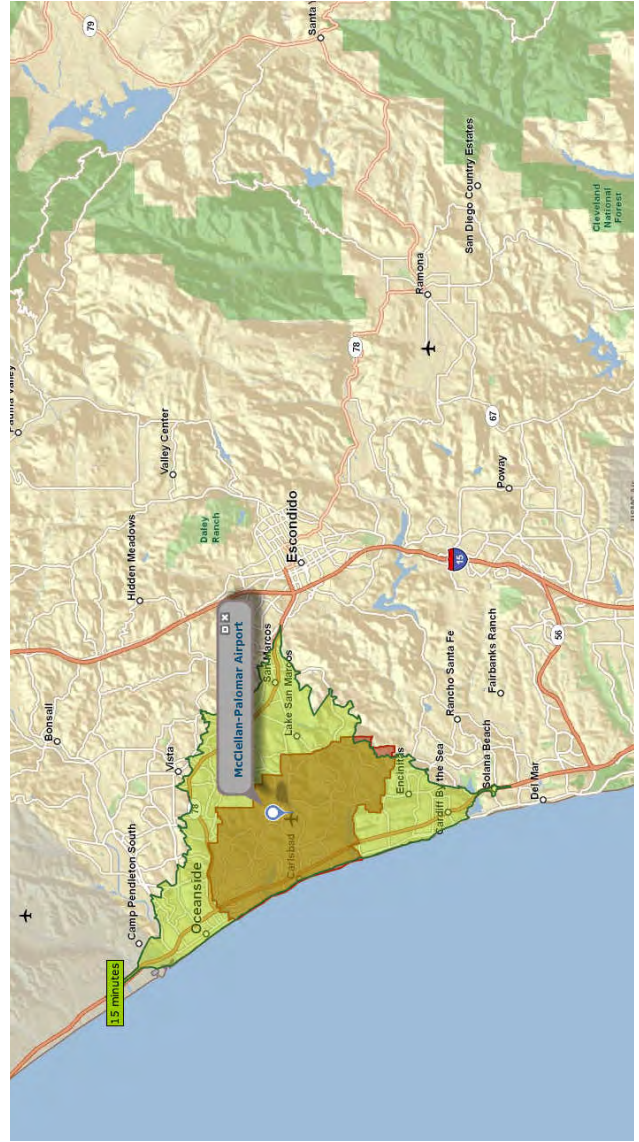 Bonsall
79
15 minutes
Camp Pendleton South
Hidden Meadows
Valley Center
Vista
78
Oceanside
Daley
Ranch
McClellan-Palomar Airport
San Marcos
Lake San Marcos
Carlsbad
Escondido
Santa
78
Encinitas
Ramona
Cardiff By the Sea
Rancho Santa Fe
15
San Diego Country Estates
Solana Beach
Fairbanks Ranch
67
Poway
Del Mar
56
Cleveland
National
Forest